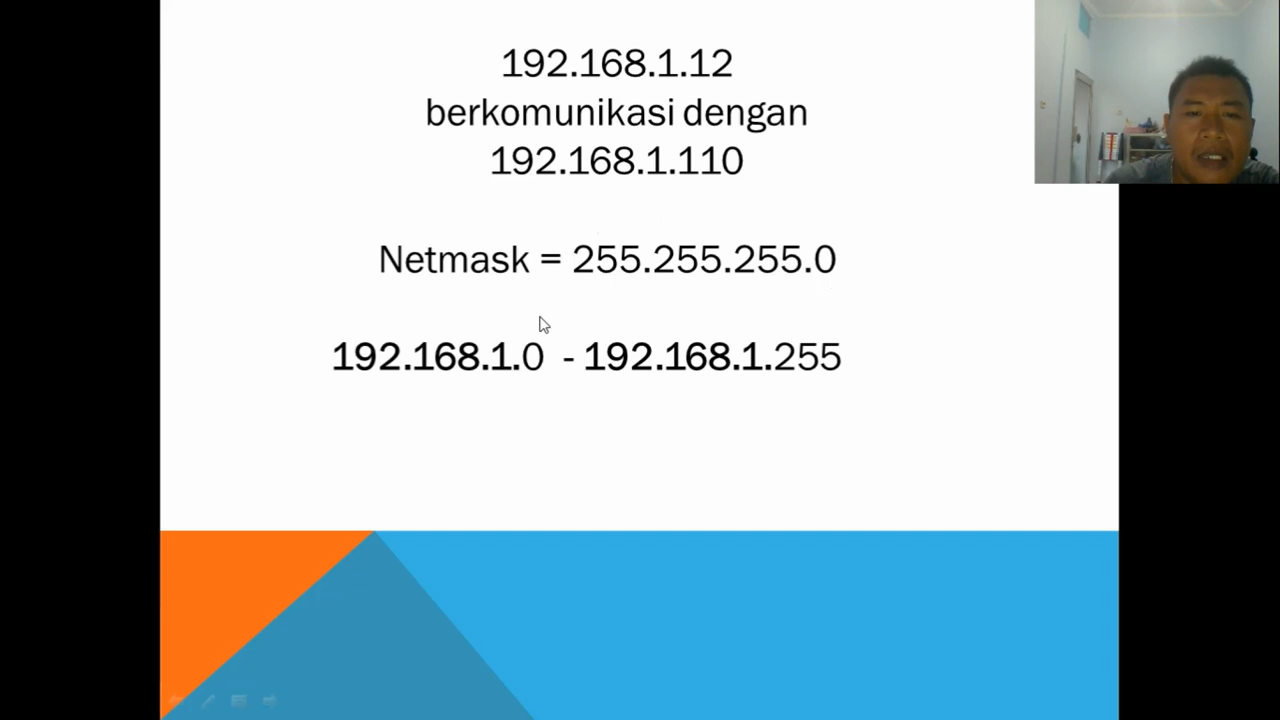 192.168.1.12
berkomunikasi dengan
192.168.1.110
Netmask = 255.255.255.0
192.168.1.0 - 192.168.1.255